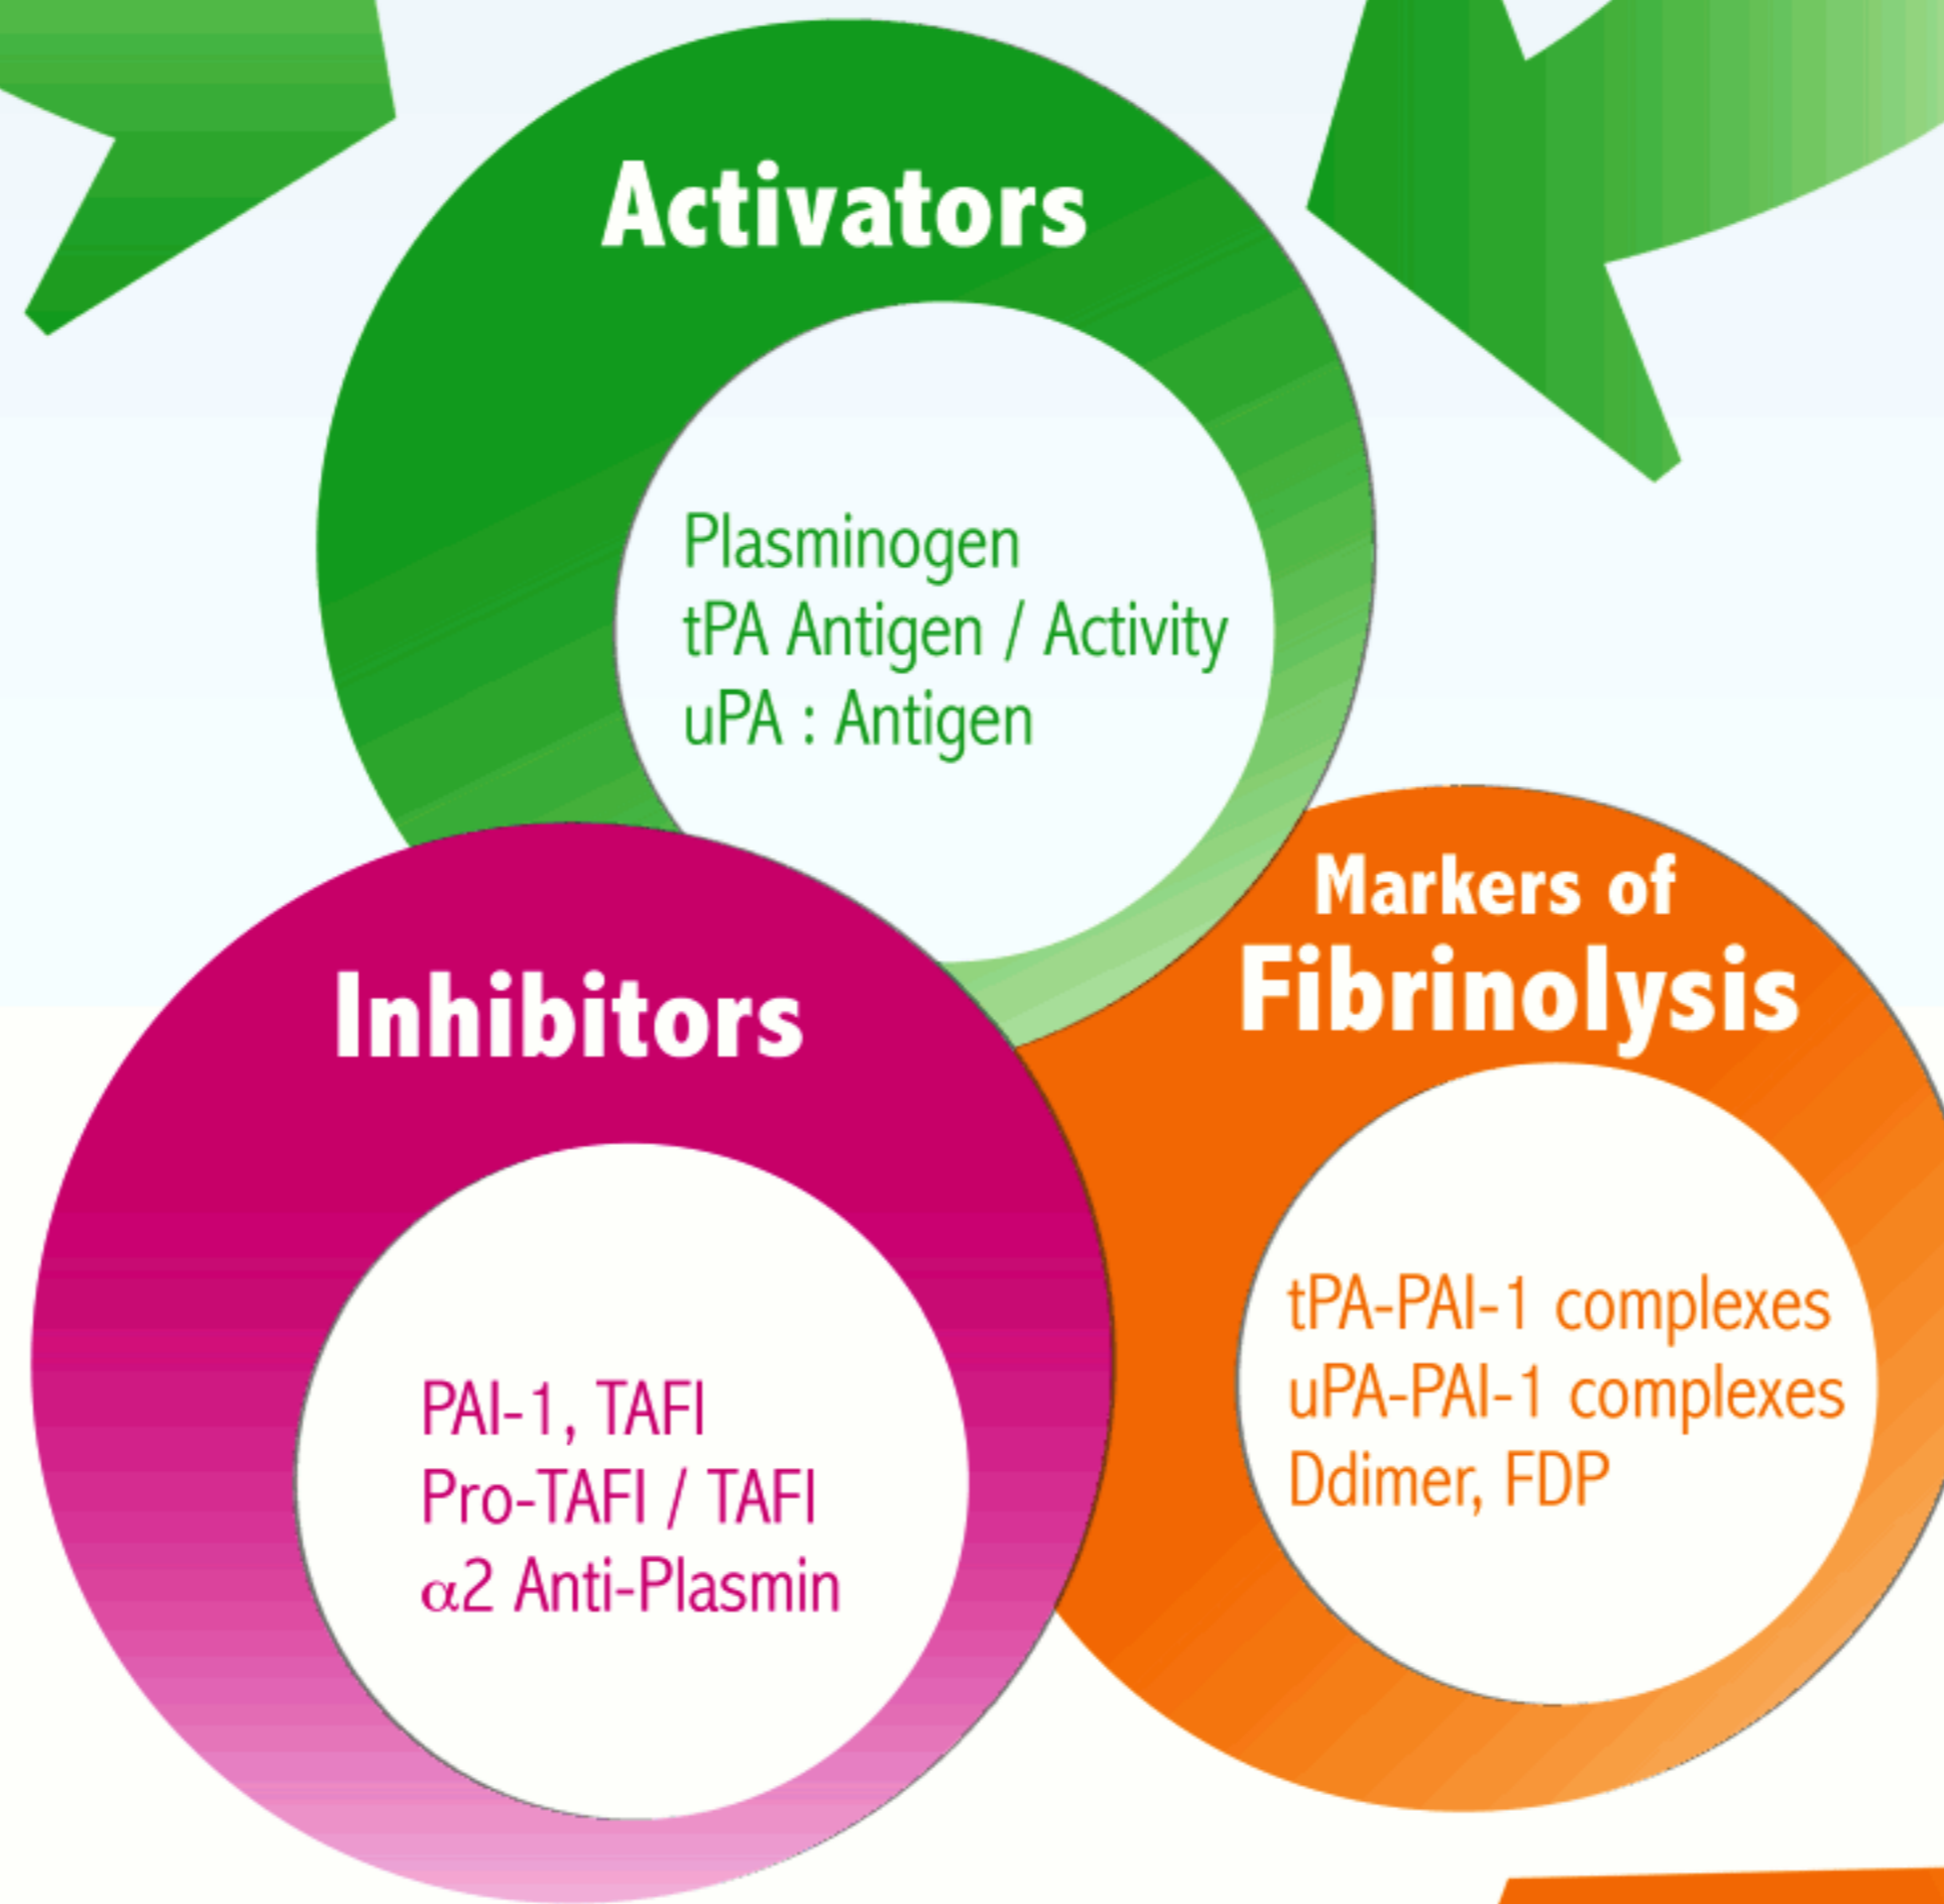 Activators
Plasminogen
tPA Antigen / Activity
uPA : Antigen
Inhibitors
PAI-1, TAFI
Pro-TAFI / TAFI
α2 Anti-Plasmin
Markers of
Fibrinolysis
tPA-PAI-1 complexes
uPA-PAI-1 complexes
Ddimer, FDP